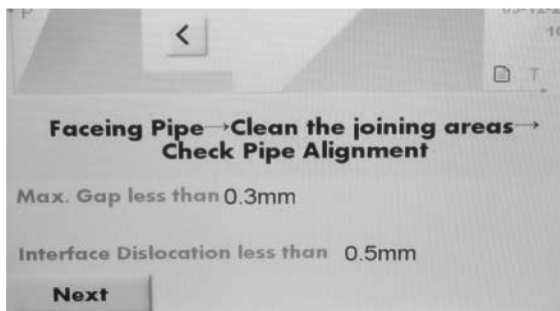 P
10
T
Faceing Pipe→Clean the joining areas→
Check Pipe Alignment
Max. Gap less than 0.3mm
Interface Dislocation less than 0.5mm
Next